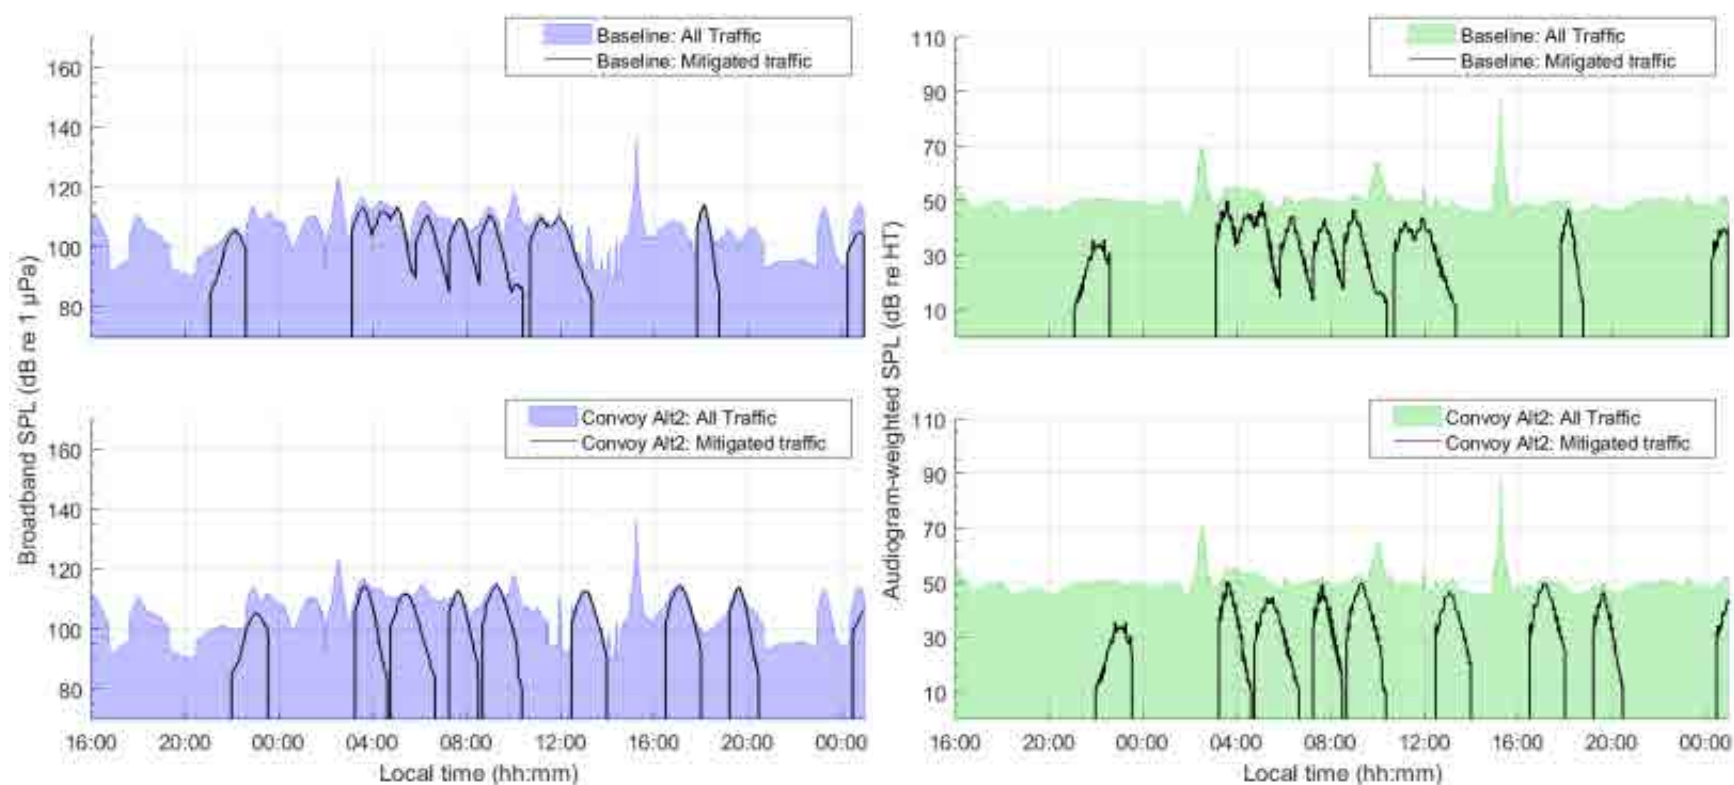 Baseline: All Traffic
Baseline: Mitigated traffic
160
140
120
100
80
Broadband SPL (dB re 1 µPa)
Convoy Alt2: All Traffic
Convoy Alt2: Mitigated traffic
160
140
120
100
80
16:00 20:00 00:00 04:00 08:00 12:00 16:00 20:00 00:00
Local time (hh:mm)
Baseline: All Traffic
Baseline: Mitigated traffic
110
90
70
50
30
10
Audiogram-weighted SPL (dB re HT)
Convoy Alt2: All Traffic
Convoy Alt2: Mitigated traffic
110
90
70
50
30
10
16:00 20:00 00:00 04:00 08:00 12:00 16:00 20:00 00:00
Local time (hh:mm)